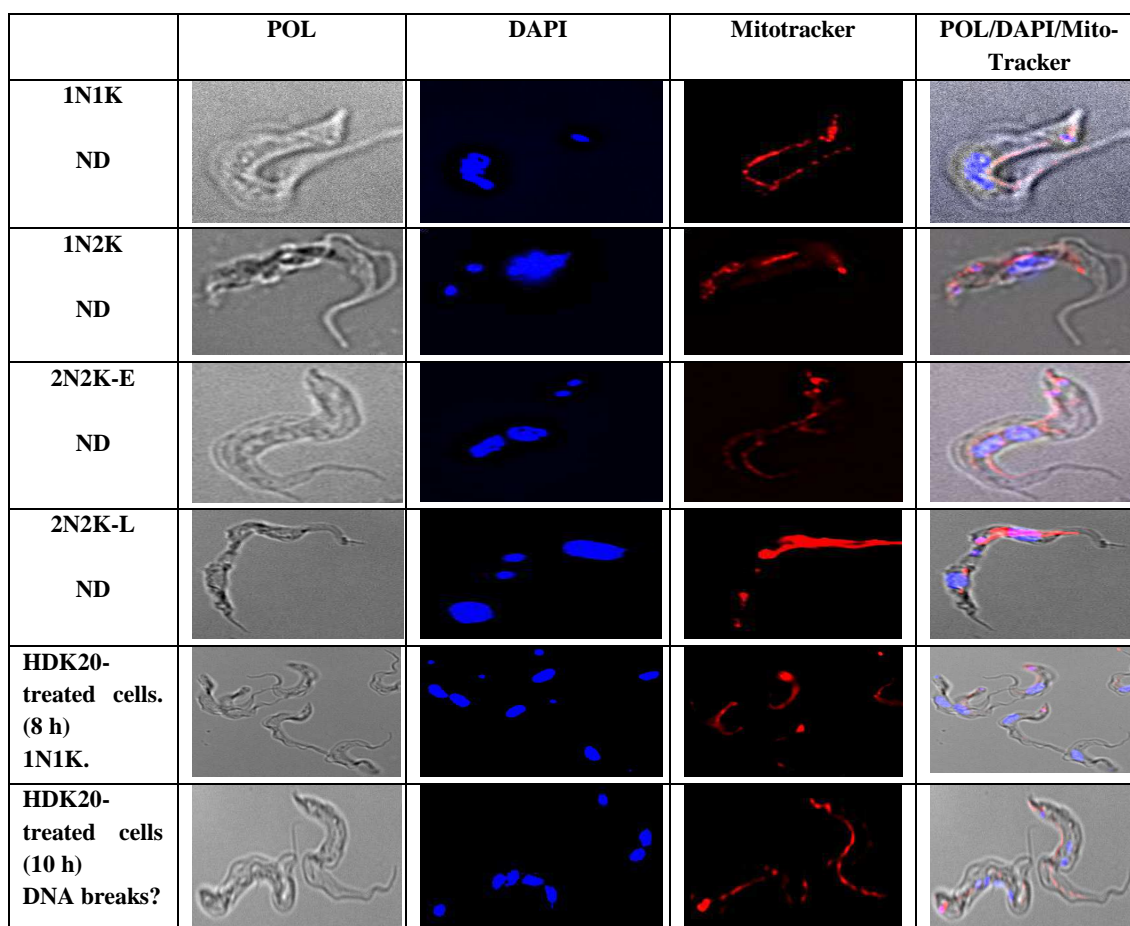 POL DAPI Mitotracker POL/DAPI/Mito-
Tracker
1N1K
ND
1N2K
ND
2N2K-E
ND
2N2K-L
ND
HDK20-
treated cells.
(8 h)
1N1K.
HDK20-
treated cells
(10 h)
DNA breaks?